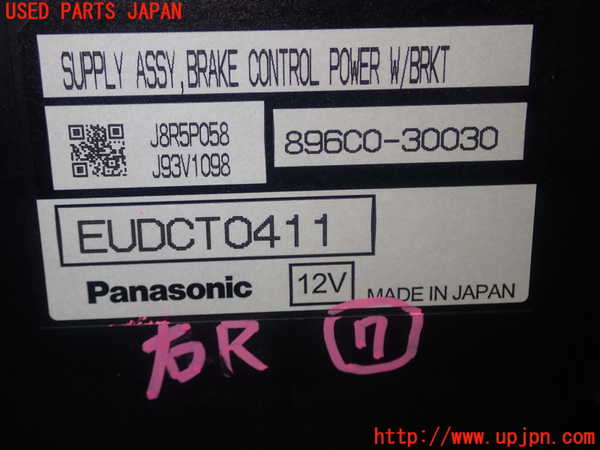 USED PARTS JAPAN
SUPPLY ASSY,BRAKE CONTROL POWER W/BRKT
J8R5P058
J93V1098
896C0-30030
EUDCT0411
Panasonic
12V
MADE IN JAPAN
右R
7
http://www.upjpn.com/